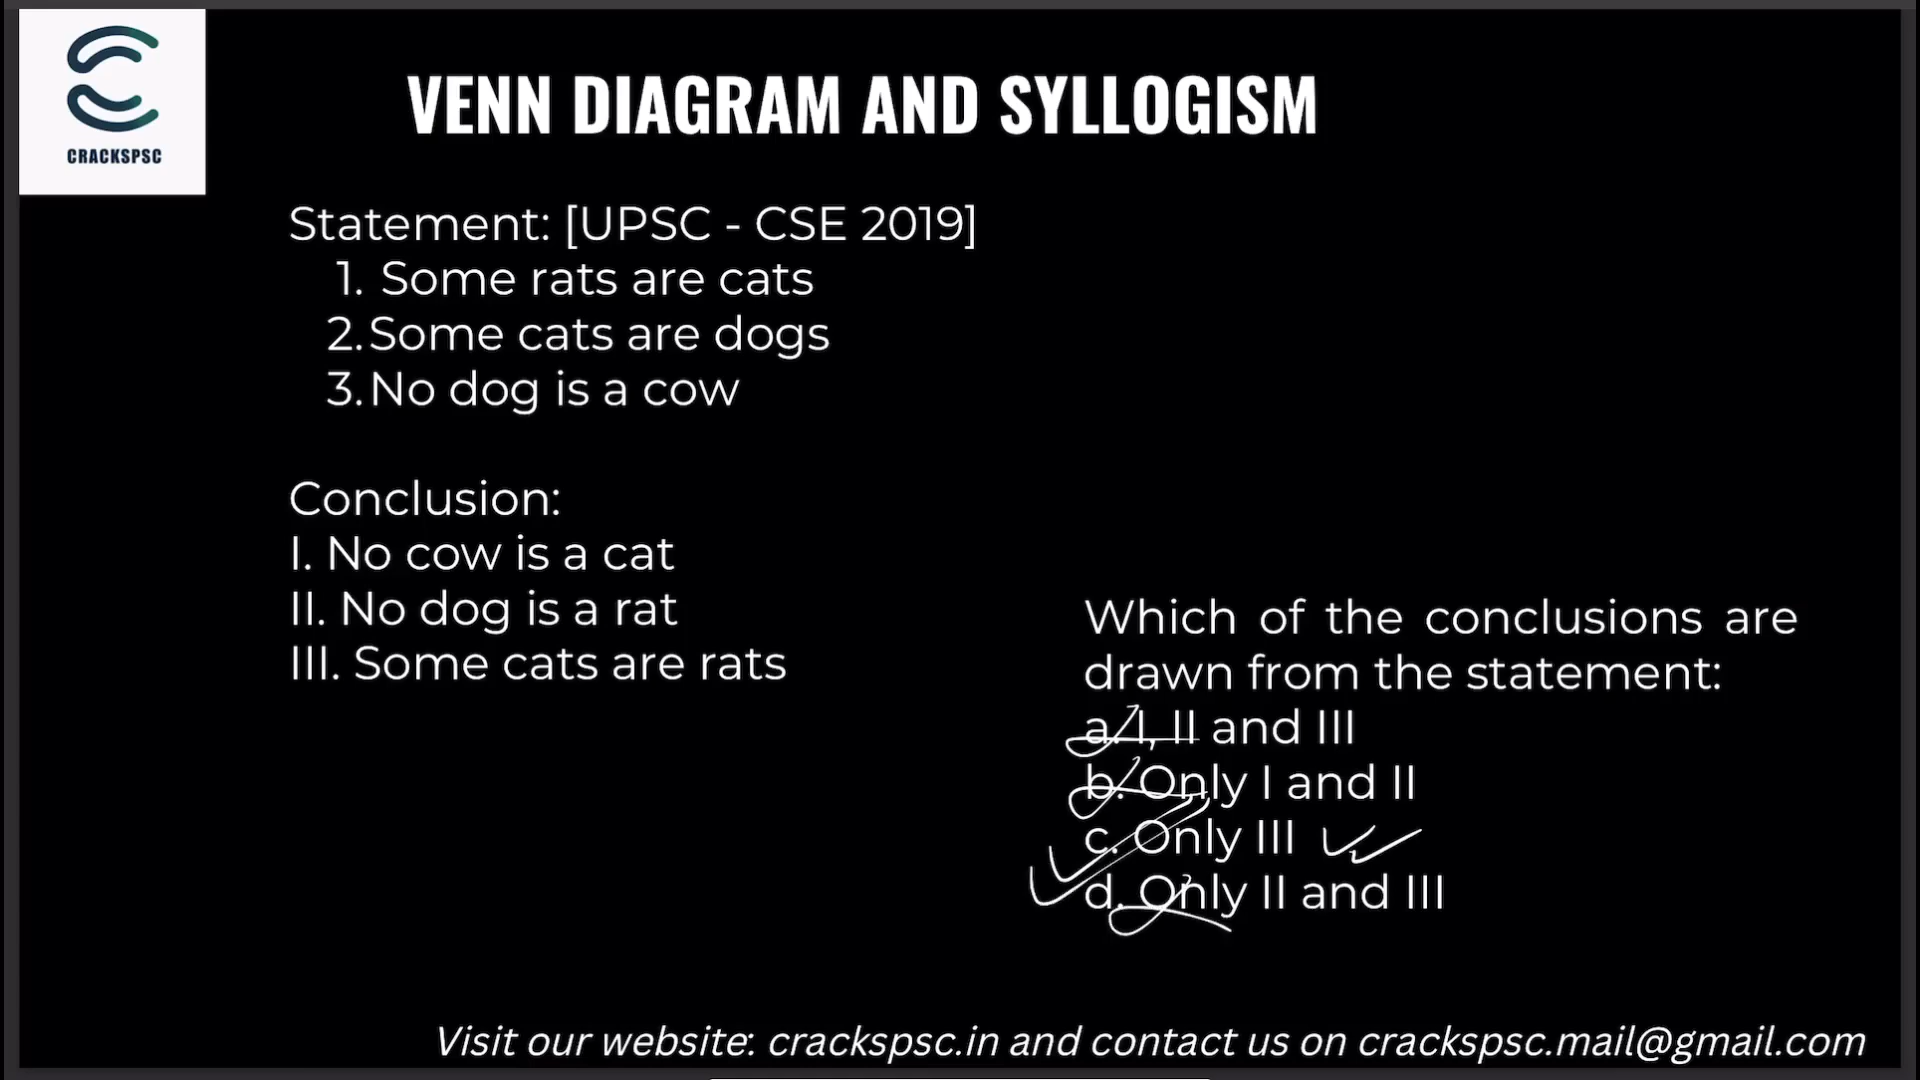 CRACKSPSC
VENN DIAGRAM AND SYLLOGISM
Statement: [UPSC - CSE 2019]
1. Some rats are cats
2. Some cats are dogs
3. No dog is a cow
Conclusion:
I. No cow is a cat
II. No dog is a rat
III. Some cats are rats
Which of the conclusions are
drawn from the statement:
a. I, II and III
b. Only I and II
c. Only III
d. Only II and III
Visit our website: crackspsc.in and contact us on crackspsc.mail@gmail.com